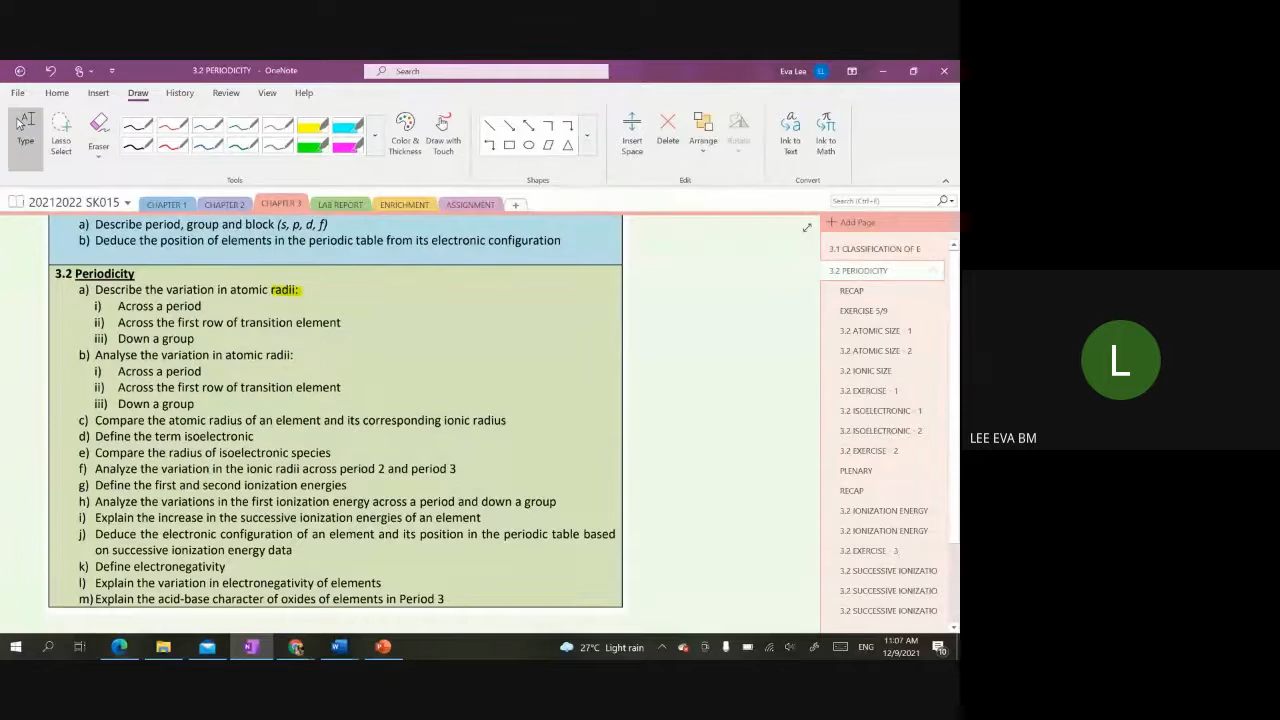 3.2 PERIODICITY - OneNote
Search
Eva Lee
EL
File Home Insert Draw History Review View Help
Type
Lasso Select
Eraser
Color & Thickness
Draw with Touch
Insert Space
Delete
Arrange
Rotate
Ink to Text
Ink to Math
Tools
Shapes
Edit
Convert
20212022 SK015
CHAPTER 1
CHAPTER 2
CHAPTER 3
LAB REPORT
ENRICHMENT
ASSIGNMENT
Search (Ctrl+E)
a) Describe period, group and block (s, p, d, f)
b) Deduce the position of elements in the periodic table from its electronic configuration
3.2 Periodicity
a) Describe the variation in atomic radii:
i) Across a period
ii) Across the first row of transition element
iii) Down a group
b) Analyse the variation in atomic radii:
i) Across a period
ii) Across the first row of transition element
iii) Down a group
c) Compare the atomic radius of an element and its corresponding ionic radius
d) Define the term isoelectronic
e) Compare the radius of isoelectronic species
f) Analyze the variation in the ionic radii across period 2 and period 3
g) Define the first and second ionization energies
h) Analyze the variations in the first ionization energy across a period and down a group
i) Explain the increase in the successive ionization energies of an element
j) Deduce the electronic configuration of an element and its position in the periodic table based
on successive ionization energy data
k) Define electronegativity
l) Explain the variation in electronegativity of elements
m) Explain the acid-base character of oxides of elements in Period 3
Add Page
3.1 CLASSIFICATION OF E
3.2 PERIODICITY
RECAP
EXERCISE 5/9
3.2 ATOMIC SIZE - 1
3.2 ATOMIC SIZE - 2
3.2 IONIC SIZE
3.2 EXERCISE - 1
3.2 ISOELECTRONIC - 1
3.2 ISOELECTRONIC - 2
3.2 EXERCISE - 2
PLENARY
RECAP
3.2 IONIZATION ENERGY
3.2 IONIZATION ENERGY
3.2 EXERCISE - 3
3.2 SUCCESSIVE IONIZATIO
3.2 SUCCESSIVE IONIZATIO
3.2 SUCCESSIVE IONIZATIO
L
LEE EVA BM
27°C Light rain
ENG
11:07 AM
12/9/2021
10